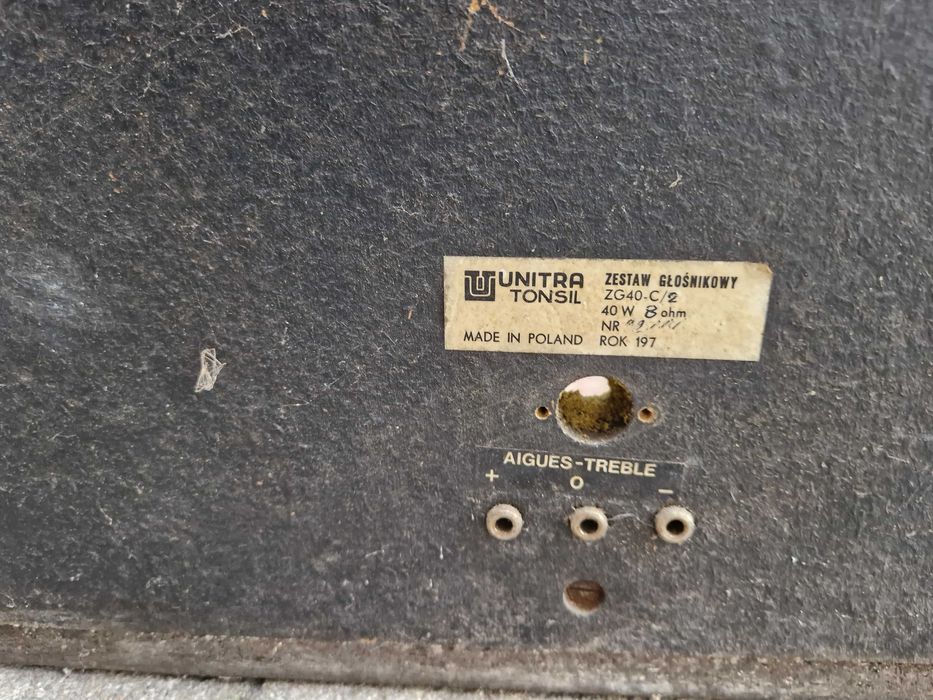 UNITRA
TONSIL
MADE IN POLAND
ZESTAW GŁOŚNIKOWY
ZG40-C/2
40 W 8 ohm
NR
ROK 197
AIGUES-TREBLE
+ O –